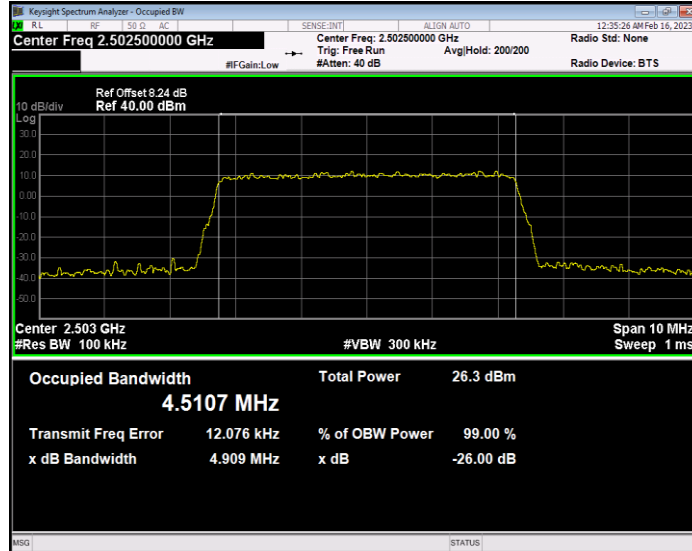 Keysight Spectrum Analyzer - Occupied BW
RL RF 50 Ω AC SENSE:INT ALIGN AUTO 12:35:26 AM Feb 16, 2023
Center Freq 2.502500000 GHz Center Freq: 2.502500000 GHz Radio Std: None
Trig: Free Run Avg|Hold: 200/200
#IFGain:Low #Atten: 40 dB Radio Device: BTS
Ref Offset 8.24 dB
10 dB/div Ref 40.00 dBm
Log
30.0
20.0
10.0
0.00
-10.0
-20.0
-30.0
-40.0
-50.0
Center 2.503 GHz Span 10 MHz
#Res BW 100 kHz #VBW 300 kHz Sweep 1 ms
Occupied Bandwidth Total Power 26.3 dBm
4.5107 MHz
Transmit Freq Error 12.076 kHz % of OBW Power 99.00 %
x dB Bandwidth 4.909 MHz x dB -26.00 dB
MSG STATUS